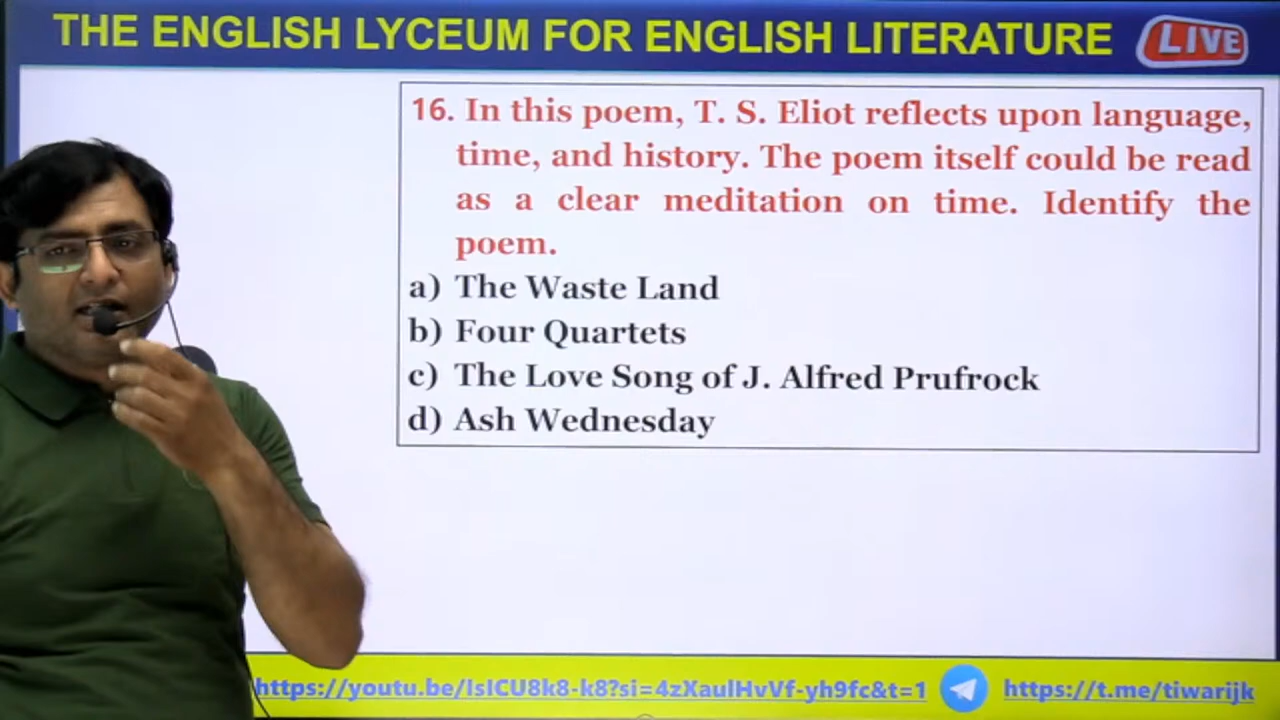 THE ENGLISH LYCEUM FOR ENGLISH LITERATURE LIVE
16. In this poem, T. S. Eliot reflects upon language,
time, and history. The poem itself could be read
as a clear meditation on time. Identify the
poem.
a) The Waste Land
b) Four Quartets
c) The Love Song of J. Alfred Prufrock
d) Ash Wednesday
https://youtu.be/IsICU8k8-k8?si=4zXaulHvVf-yh9fc&t=1 https://t.me/tiwarijk